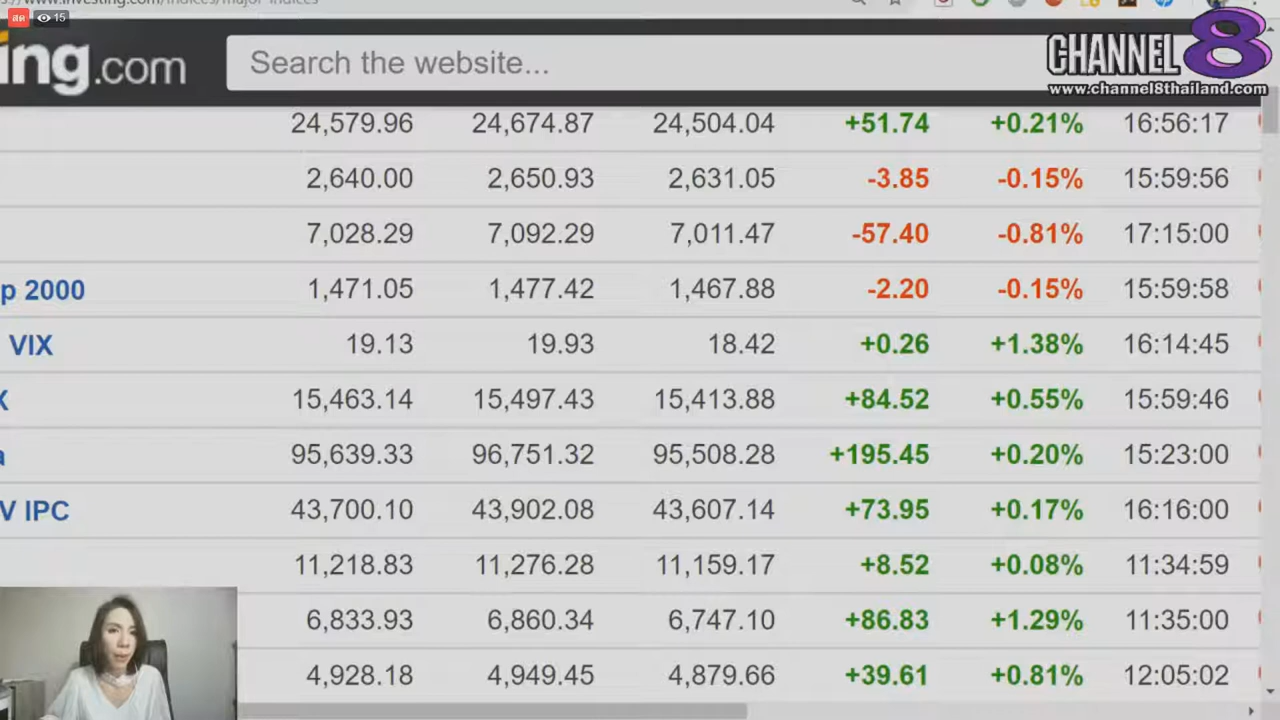 www.investing.com/indices/major-indices
สด 15
ing.com
Search the website...
CHANNEL 8
www.channel8thailand.com
24,579.96 24,674.87 24,504.04 +51.74 +0.21% 16:56:17
2,640.00 2,650.93 2,631.05 -3.85 -0.15% 15:59:56
7,028.29 7,092.29 7,011.47 -57.40 -0.81% 17:15:00
p 2000 1,471.05 1,477.42 1,467.88 -2.20 -0.15% 15:59:58
VIX 19.13 19.93 18.42 +0.26 +1.38% 16:14:45
X 15,463.14 15,497.43 15,413.88 +84.52 +0.55% 15:59:46
a 95,639.33 96,751.32 95,508.28 +195.45 +0.20% 15:23:00
V IPC 43,700.10 43,902.08 43,607.14 +73.95 +0.17% 16:16:00
11,218.83 11,276.28 11,159.17 +8.52 +0.08% 11:34:59
6,833.93 6,860.34 6,747.10 +86.83 +1.29% 11:35:00
4,928.18 4,949.45 4,879.66 +39.61 +0.81% 12:05:02